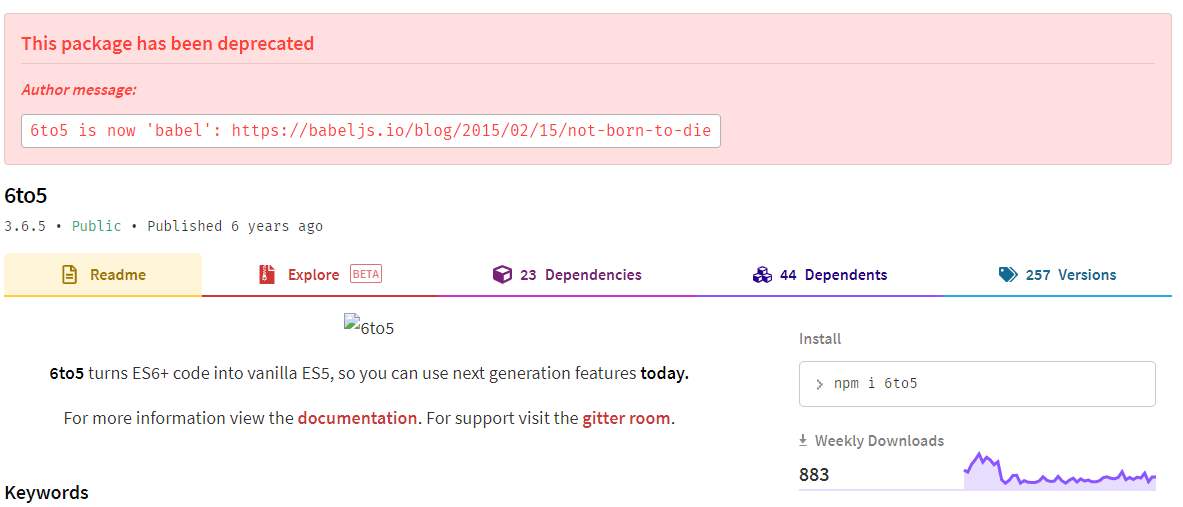 This package has been deprecated
Author message:
6to5 is now 'babel': https://babeljs.io/blog/2015/02/15/not-born-to-die
6to5
3.6.5 • Public • Published 6 years ago
Readme
Explore BETA
23 Dependencies
44 Dependents
257 Versions
6to5
6to5 turns ES6+ code into vanilla ES5, so you can use next generation features today.
For more information view the documentation. For support visit the gitter room.
Keywords
Install
npm i 6to5
Weekly Downloads
883